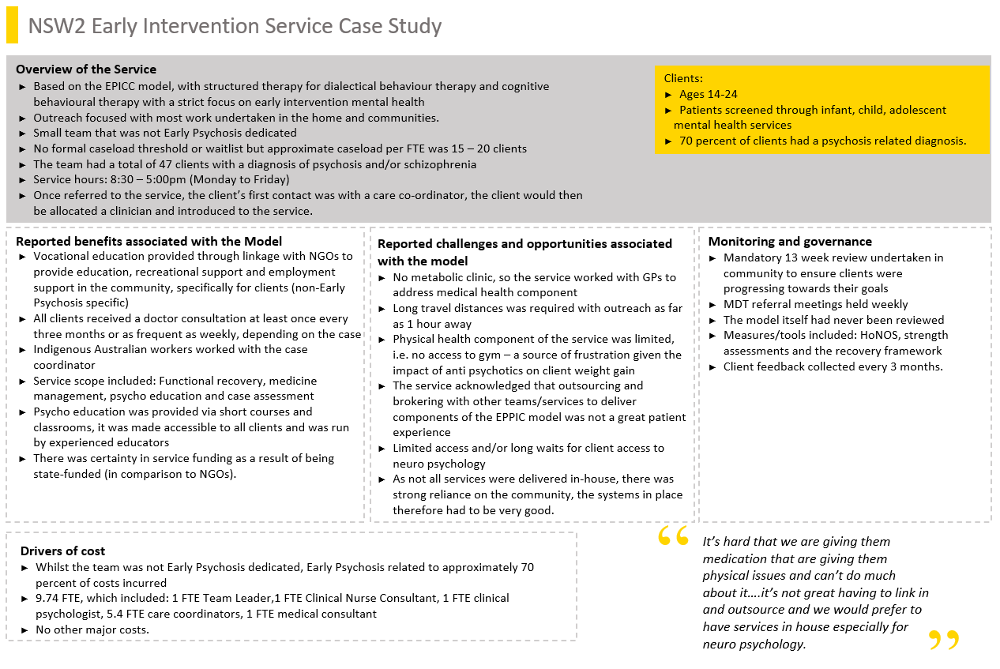 NSW2 Early Intervention Service Case Study
Overview of the Service
► Based on the EPICC model, with structured therapy for dialectical behaviour therapy and cognitive
behavioural therapy with a strict focus on early intervention mental health
► Outreach focused with most work undertaken in the home and communities.
► Small team that was not Early Psychosis dedicated
► No formal caseload threshold or waitlist but approximate caseload per FTE was 15 – 20 clients
► The team had a total of 47 clients with a diagnosis of psychosis and/or schizophrenia
► Service hours: 8:30 – 5:00pm (Monday to Friday)
► Once referred to the service, the client's first contact was with a care co-ordinator, the client would then
be allocated a clinician and introduced to the service.
Clients:
► Ages 14-24
► Patients screened through infant, child, adolescent
mental health services
► 70 percent of clients had a psychosis related diagnosis.
Reported benefits associated with the Model
► Vocational education provided through linkage with NGOs to
provide education, recreational support and employment
support in the community, specifically for clients (non-Early
Psychosis specific)
► All clients received a doctor consultation at least once every
three months or as frequent as weekly, depending on the case
► Indigenous Australian workers worked with the case
coordinator
► Service scope included: Functional recovery, medicine
management, psycho education and case assessment
► Psycho education was provided via short courses and
classrooms, it was made accessible to all clients and was run
by experienced educators
► There was certainty in service funding as a result of being
state-funded (in comparison to NGOs).
Reported challenges and opportunities associated
with the model
► No metabolic clinic, so the service worked with GPs to
address medical health component
► Long travel distances was required with outreach as far
as 1 hour away
► Physical health component of the service was limited,
i.e. no access to gym – a source of frustration given the
impact of anti psychotics on client weight gain
► The service acknowledged that outsourcing and
brokering with other teams/services to deliver
components of the EPPIC model was not a great patient
experience
► Limited access and/or long waits for client access to
neuro psychology
► As not all services were delivered in-house, there was
strong reliance on the community, the systems in place
therefore had to be very good.
Monitoring and governance
► Mandatory 13 week review undertaken in
community to ensure clients were
progressing towards their goals
► MDT referral meetings held weekly
► The model itself had never been reviewed
► Measures/tools included: HoNOS, strength
assessments and the recovery framework
► Client feedback collected every 3 months.
Drivers of cost
► Whilst the team was not Early Psychosis dedicated, Early Psychosis related to approximately 70
percent of costs incurred
► 9.74 FTE, which included: 1 FTE Team Leader,1 FTE Clinical Nurse Consultant, 1 FTE clinical
psychologist, 5.4 FTE care coordinators, 1 FTE medical consultant
► No other major costs.
“ It's hard that we are giving them
medication that are giving them
physical issues and can't do much
about it….it's not great having to link in
and outsource and we would prefer to
have services in house especially for
neuro psychology. ”